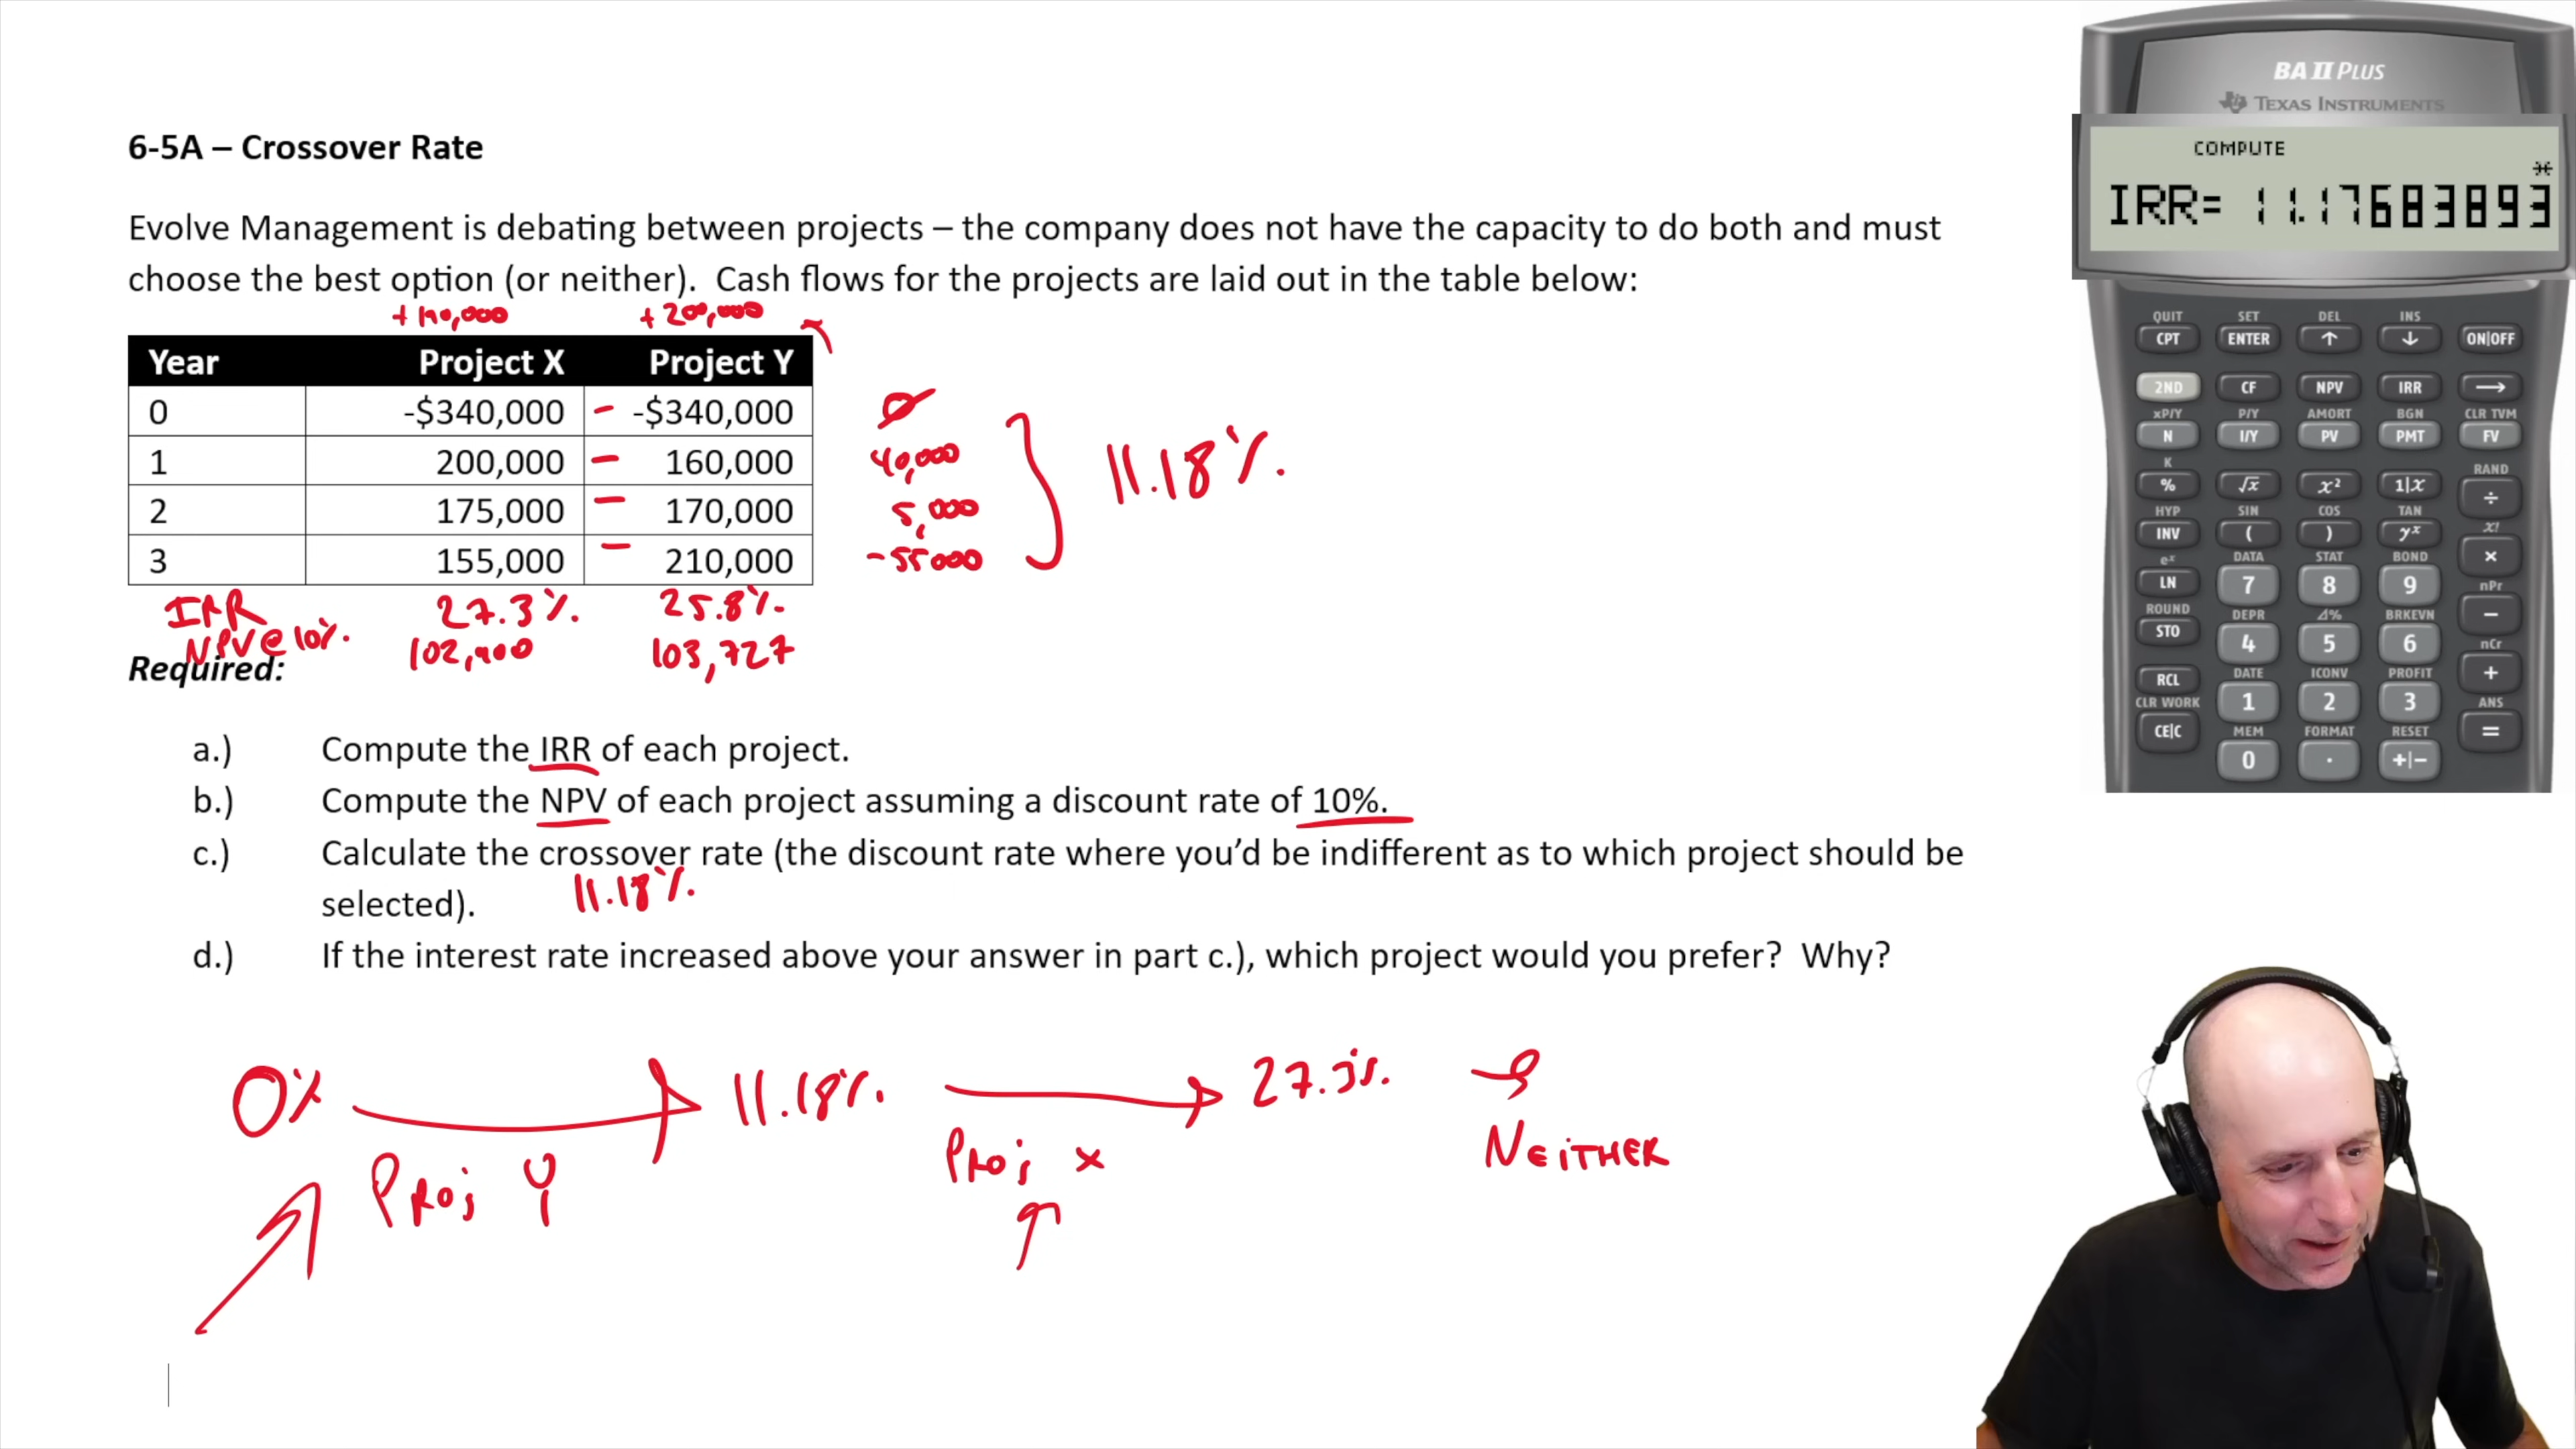 6-5A – Crossover Rate
Evolve Management is debating between projects – the company does not have the capacity to do both and must
choose the best option (or neither). Cash flows for the projects are laid out in the table below:
+190,000 +200,000
Year Project X Project Y
0 -$340,000 - -$340,000 0
1 200,000 - 160,000 40,000
2 175,000 - 170,000 5,000
3 155,000 - 210,000 -55000
11.18%
IRR 27.3% 25.8%
NPV@10% 102,900 103,727
Required:
a.) Compute the IRR of each project.
b.) Compute the NPV of each project assuming a discount rate of 10%.
c.) Calculate the crossover rate (the discount rate where you’d be indifferent as to which project should be
selected). 11.18%
d.) If the interest rate increased above your answer in part c.), which project would you prefer? Why?
0% 11.18% 27.3%
Proj Y Proj X NEITHER
BA II PLUS
TEXAS INSTRUMENTS
COMPUTE
IRR= 11.17683893
QUIT SET DEL INS
CPT ENTER ↑ ↓ ON|OFF
2ND CF NPV IRR →
xP/Y P/Y AMORT BGN CLR TVM
N I/Y PV PMT FV
K RAND
% √x x² 1|x ÷
HYP SIN COS TAN x!
INV ( ) yˣ ×
eˣ DATA STAT BOND nPr
LN 7 8 9 −
ROUND DEPR Δ% BRKEVN nCr
STO 4 5 6 +
DATE ICONV PROFIT ANS
RCL 1 2 3 =
CLR WORK MEM FORMAT RESET
CE|C 0 . +|−